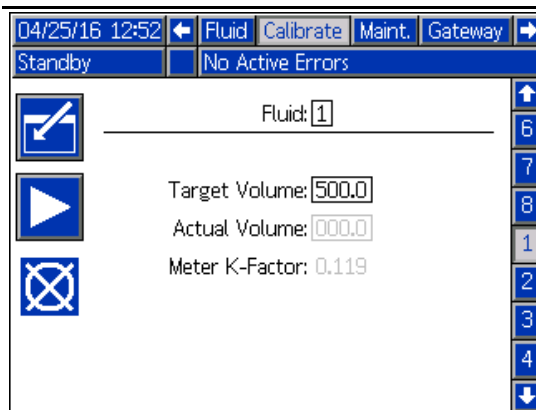 04/25/16 12:52 Fluid Calibrate Maint. Gateway
Standby No Active Errors
Fluid: 1
6
7
Target Volume: 500.0
8
Actual Volume: 000.0
1
Meter K-Factor: 0.119
2
3
4